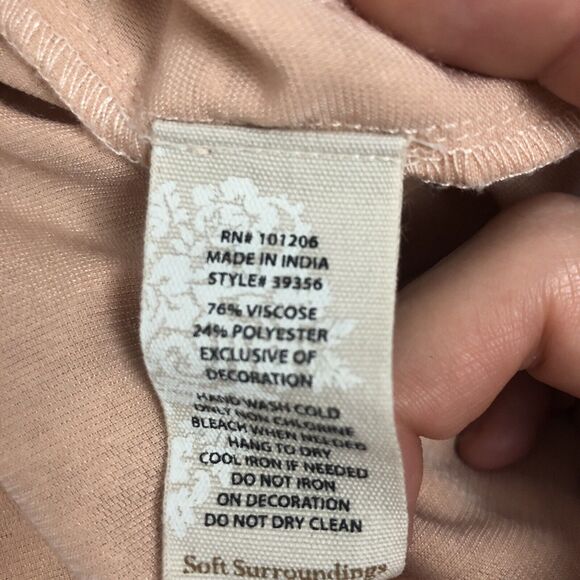 RN# 101206
MADE IN INDIA
STYLE# 39356
76% VISCOSE
24% POLYESTER
EXCLUSIVE OF
DECORATION
HAND WASH COLD
ONLY NON CHLORINE
BLEACH WHEN NEEDED
HANG TO DRY
COOL IRON IF NEEDED
DO NOT IRON
ON DECORATION
DO NOT DRY CLEAN
Soft Surroundings